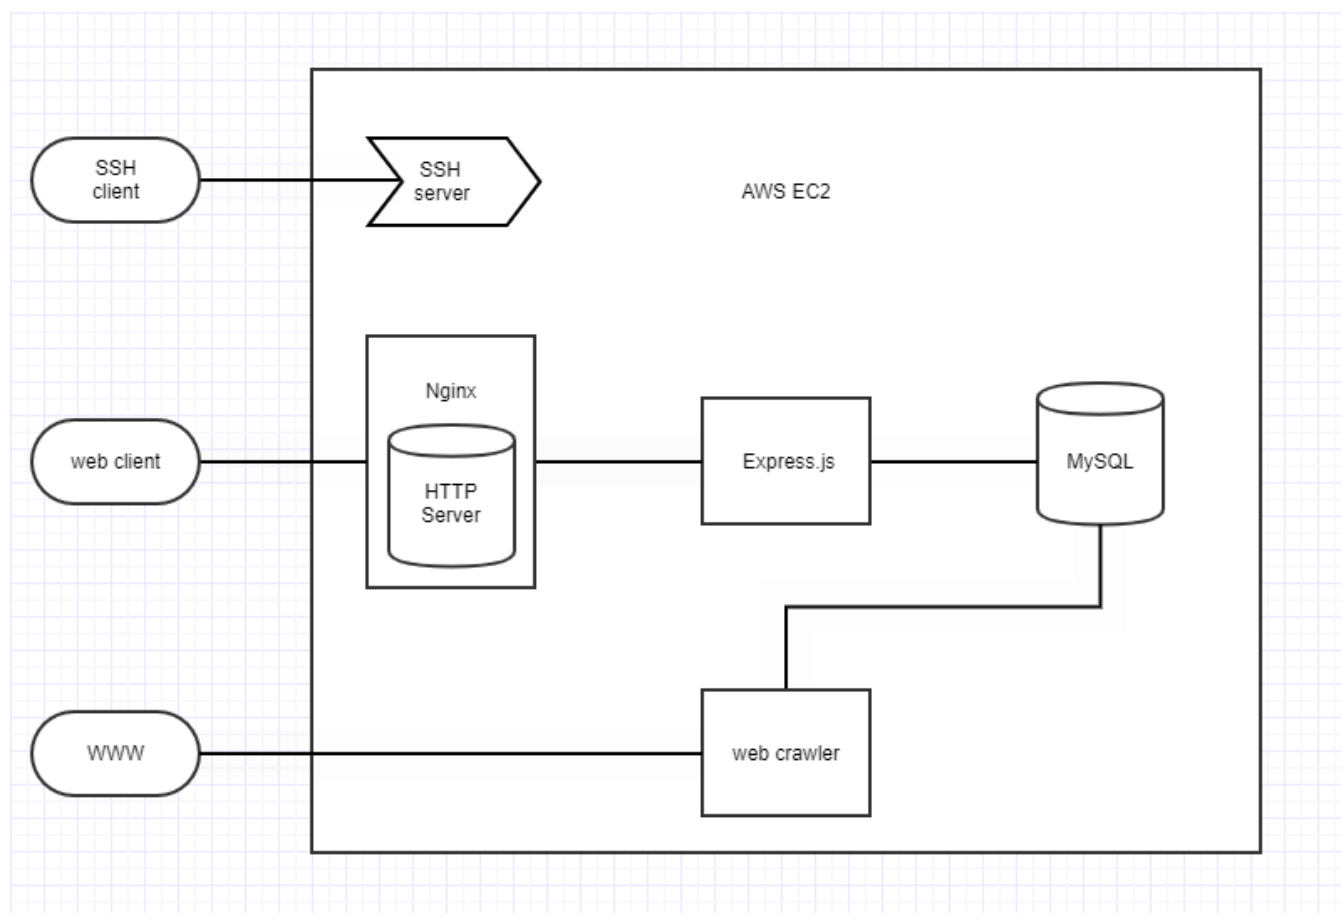 SSH
client
SSH
server
AWS EC2
Nginx
web client
HTTP
Server
Express.js
MySQL
WWW
web crawler